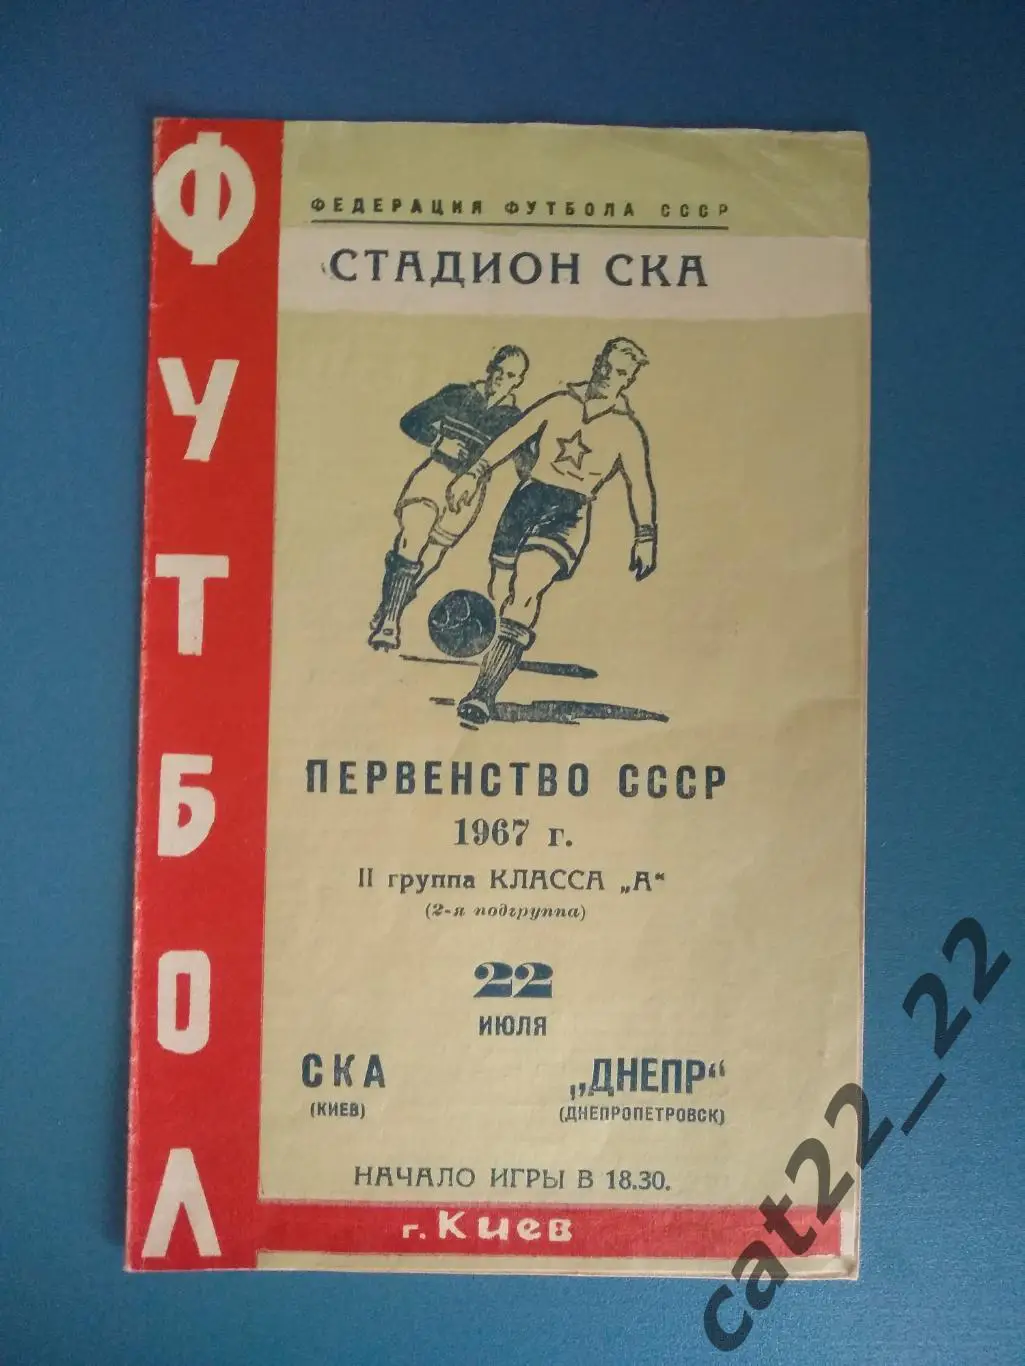 ФУТБОЛ
ФЕДЕРАЦИЯ ФУТБОЛА СССР
СТАДИОН СКА
ПЕРВЕНСТВО СССР
1967 г.
II группа КЛАССА „А“
(2-я подгруппа)
22
ИЮЛЯ
СКА „ДНЕПР“
(КИЕВ) (ДНЕПРОПЕТРОВСК)
НАЧАЛО ИГРЫ В 18.30.
г. Киев
cat22_22